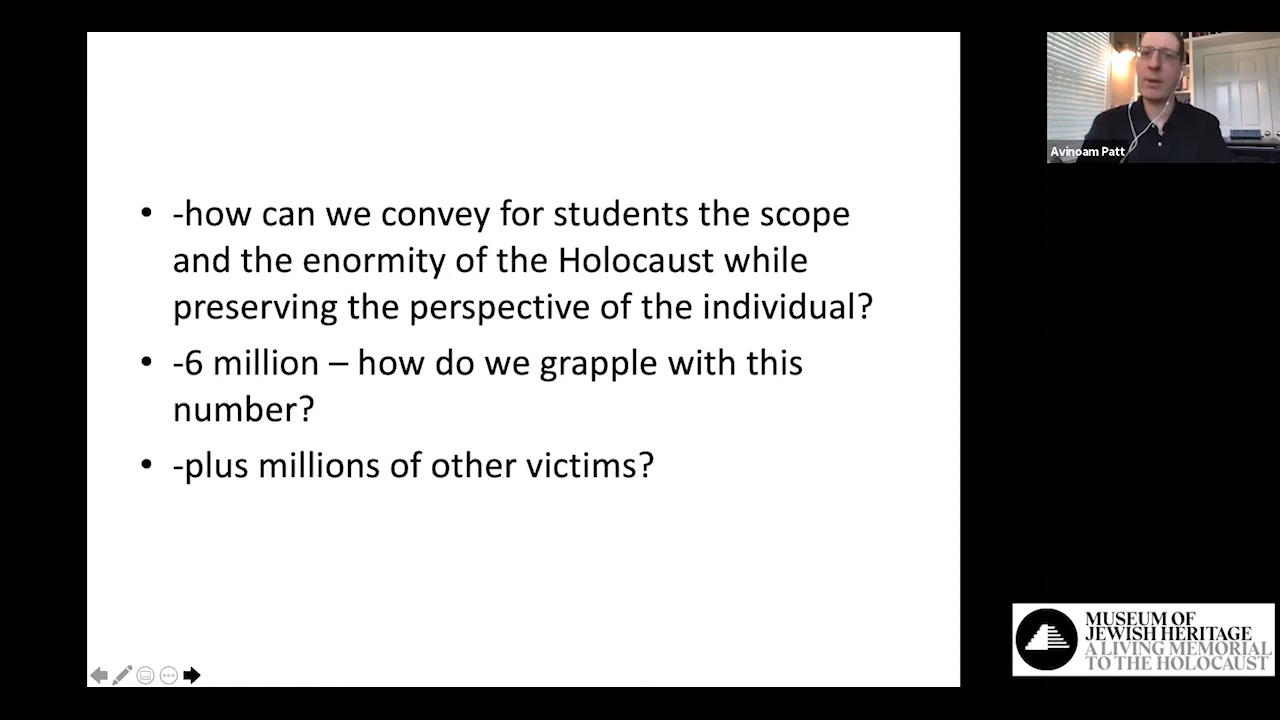 • -how can we convey for students the scope
and the enormity of the Holocaust while
preserving the perspective of the individual?
• -6 million – how do we grapple with this
number?
• -plus millions of other victims?
Avinoam Patt
MUSEUM OF
JEWISH HERITAGE
A LIVING MEMORIAL
TO THE HOLOCAUST